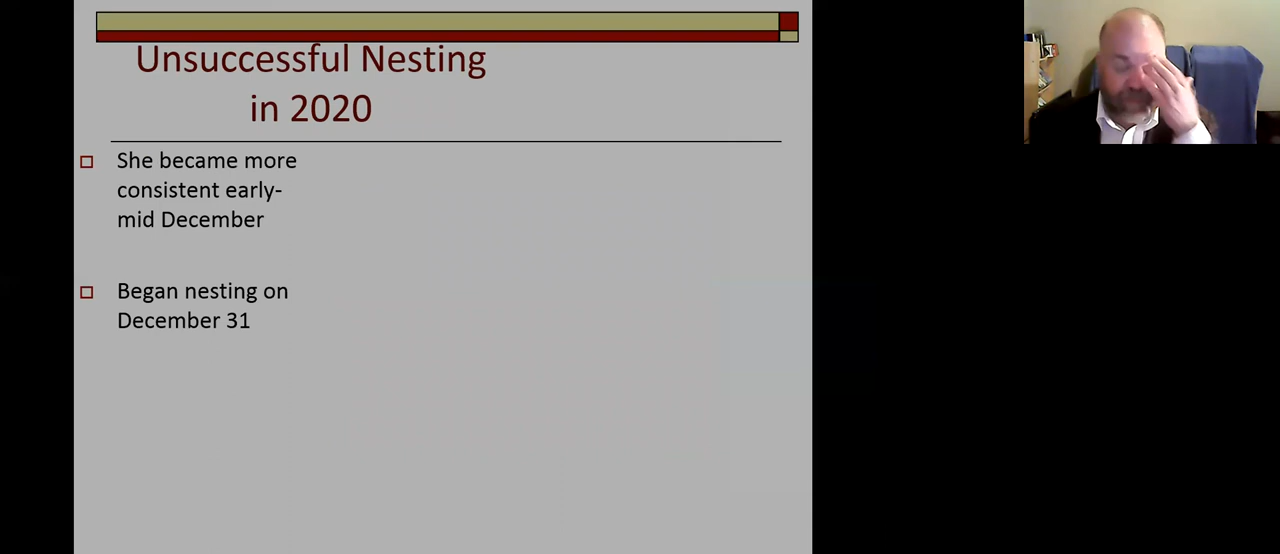 Unsuccessful Nesting
in 2020
She became more
consistent early-
mid December
Began nesting on
December 31